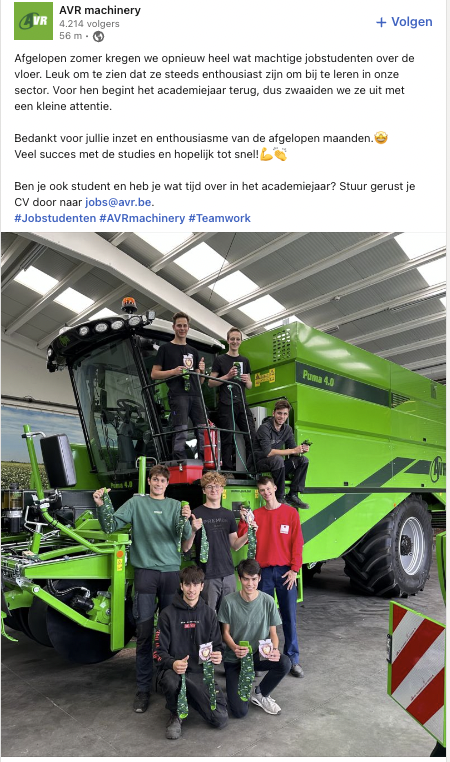 AVR
AVR machinery
4.214 volgers
56 m •
+ Volgen
Afgelopen zomer kregen we opnieuw heel wat machtige jobstudenten over de
vloer. Leuk om te zien dat ze steeds enthousiast zijn om bij te leren in onze
sector. Voor hen begint het academiejaar terug, dus zwaaiden we ze uit met
een kleine attentie.
Bedankt voor jullie inzet en enthousiasme van de afgelopen maanden.🤩
Veel succes met de studies en hopelijk tot snel!💪👏
Ben je ook student en heb je wat tijd over in het academiejaar? Stuur gerust je
CV door naar jobs@avr.be.
#Jobstudenten #AVRmachinery #Teamwork
Puma 4.0
AVR
Puma 4.0